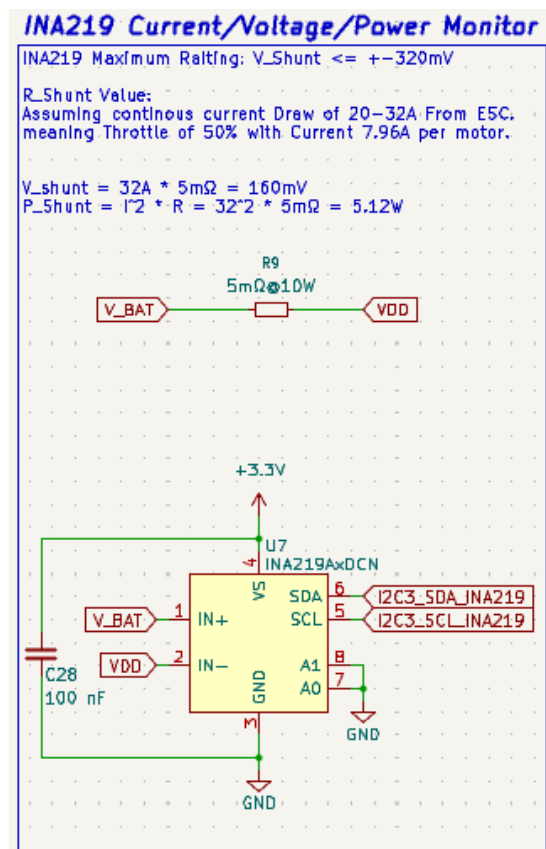 INA219 Current/Voltage/Power Monitor
INA219 Maximum Raiting: V_Shunt <= +-320mV
R_Shunt Value:
Assuming continous current Draw of 20-32A From ESC,
meaning Throttle of 50% with Current 7.96A per motor.
V_shunt = 32A * 5mΩ = 160mV
P_Shunt = I^2 * R = 32^2 * 5mΩ = 5.12W
R9
5mΩ@10W
V_BAT
VDD
+3.3V
U7
4
INA219AxDCN
VS
SDA
6
I2C3_SDA_INA219
V_BAT
1
IN+
SCL
5
I2C3_SCL_INA219
VDD
2
IN-
A1
8
C28
100 nF
GND
A0
7
3
GND
GND